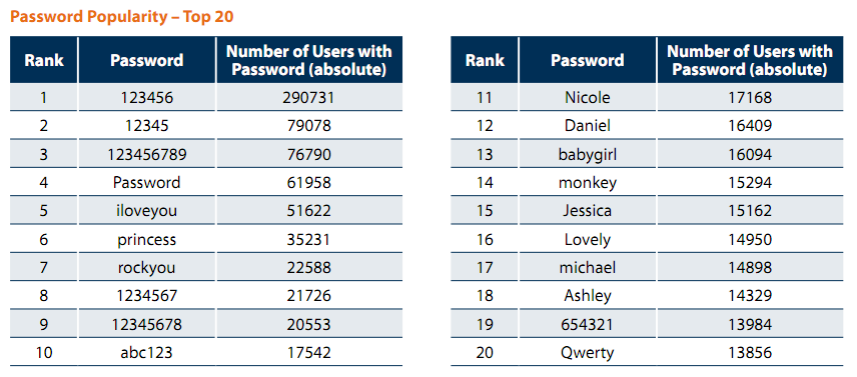 Password Popularity – Top 20
Rank Password Number of Users with Password (absolute)
1 123456 290731
2 12345 79078
3 123456789 76790
4 Password 61958
5 iloveyou 51622
6 princess 35231
7 rockyou 22588
8 1234567 21726
9 12345678 20553
10 abc123 17542
Rank Password Number of Users with Password (absolute)
11 Nicole 17168
12 Daniel 16409
13 babygirl 16094
14 monkey 15294
15 Jessica 15162
16 Lovely 14950
17 michael 14898
18 Ashley 14329
19 654321 13984
20 Qwerty 13856